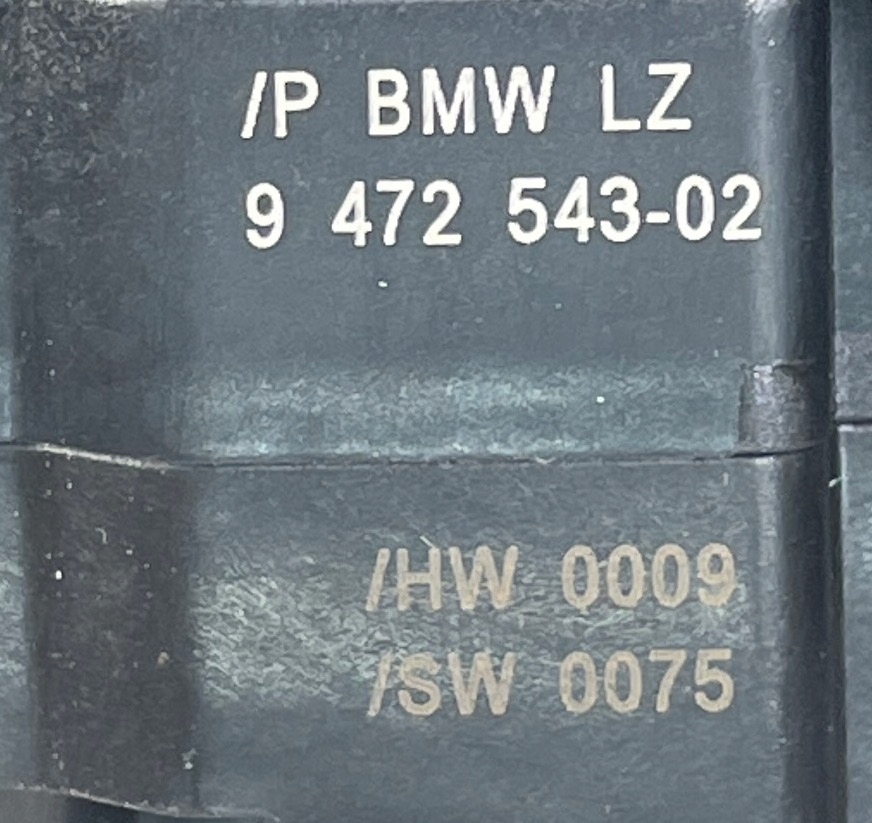 /P BMW LZ
9 472 543-02
/HW 0009
/SW 0075